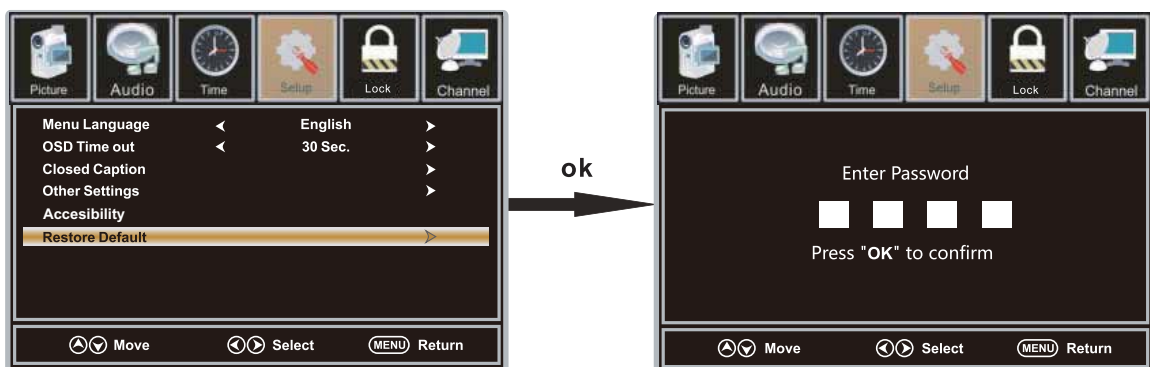 Picture Audio Time Setup Lock Channel
Menu Language English
OSD Time out 30 Sec.
Closed Caption
Other Settings
Accesibility
Restore Default
Move Select MENU Return
ok
Picture Audio Time Setup Lock Channel
Enter Password
Press "OK" to confirm
Move Select MENU Return